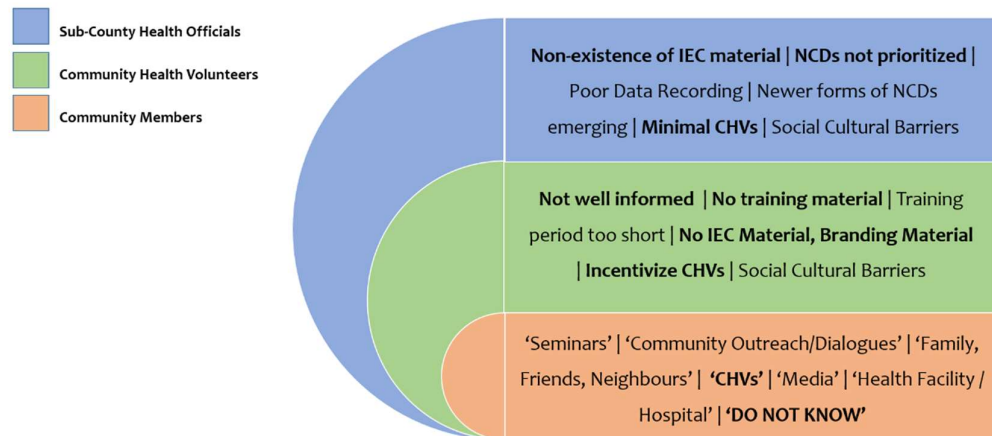 Sub-County Health Officials
Community Health Volunteers
Community Members
Non-existence of IEC material | NCDs not prioritized |
Poor Data Recording | Newer forms of NCDs
emerging | Minimal CHVs | Social Cultural Barriers
Not well informed | No training material | Training
period too short | No IEC Material, Branding Material
| Incentivize CHVs | Social Cultural Barriers
‘Seminars’ | ‘Community Outreach/Dialogues’ | ‘Family,
Friends, Neighbours’ | ‘CHVs’ | ‘Media’ | ‘Health Facility /
Hospital’ | ‘DO NOT KNOW’